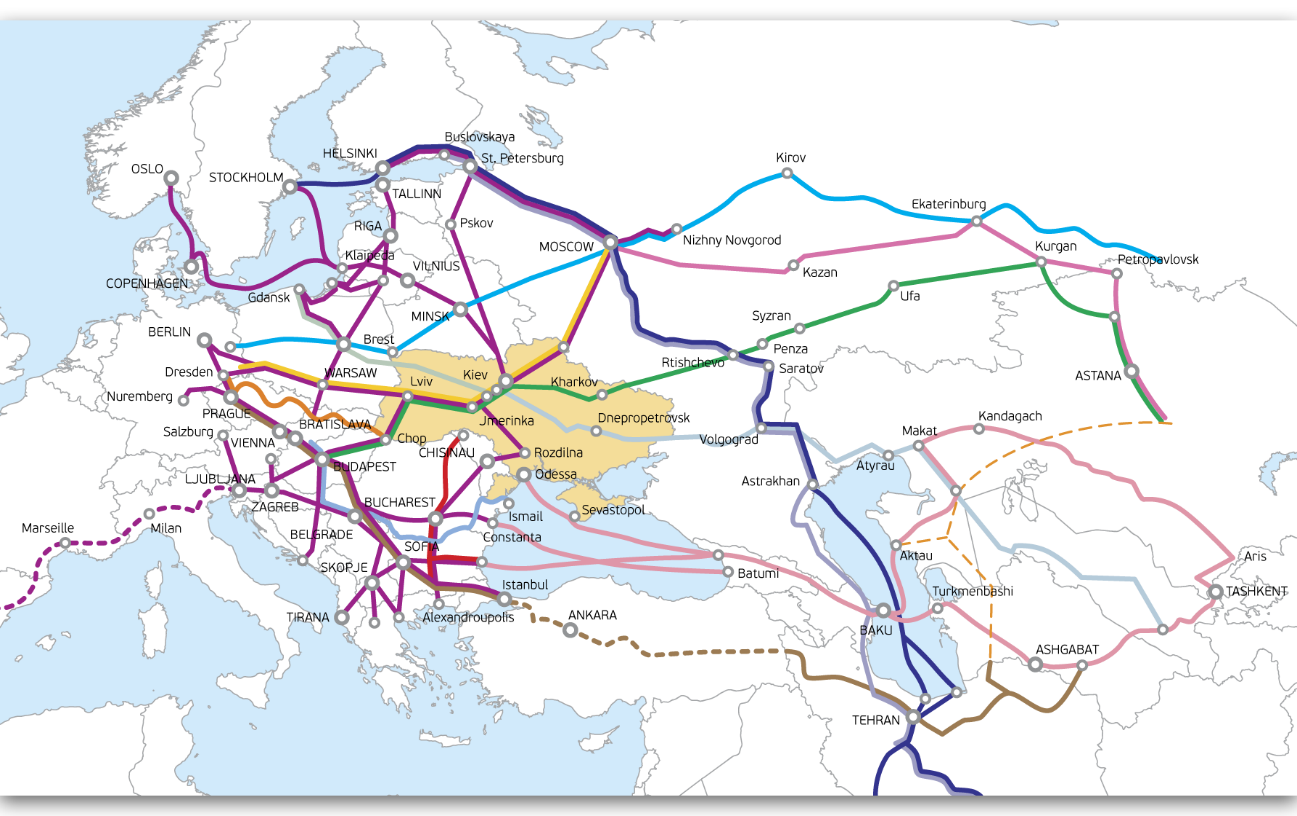 Buslovskaya
HELSINKI
St. Petersburg
Kirov
OSLO
STOCKHOLM
TALLINN
Ekaterinburg
RIGA
Pskov
Nizhny Novgorod
MOSCOW
Kurgan
Klaipeda
VILNIUS
Petropavlovsk
Kazan
COPENHAGEN
Gdansk
Ufa
MINSK
Syzran
BERLIN
Brest
Penza
Rtishchevo
Saratov
Dresden
WARSAW
Lviv
Kiev
Kharkov
ASTANA
Nuremberg
PRAGUE
Jmerinka
Dnepropetrovsk
Kandagach
BRATISLAVA
Salzburg
VIENNA
Chop
Volgograd
Makat
CHISINAU
Rozdilna
BUDAPEST
Atyrau
Odessa
LJUBLJANA
Astrakhan
ZAGREB
BUCHAREST
Ismail
Sevastopol
Marseille
Milan
BELGRADE
Constanta
SOFIA
Aktau
Aris
SKOPJE
Batumi
Istanbul
Turkmenbashi
TASHKENT
TIRANA
Alexandroupolis
ANKARA
BAKU
ASHGABAT
TEHRAN